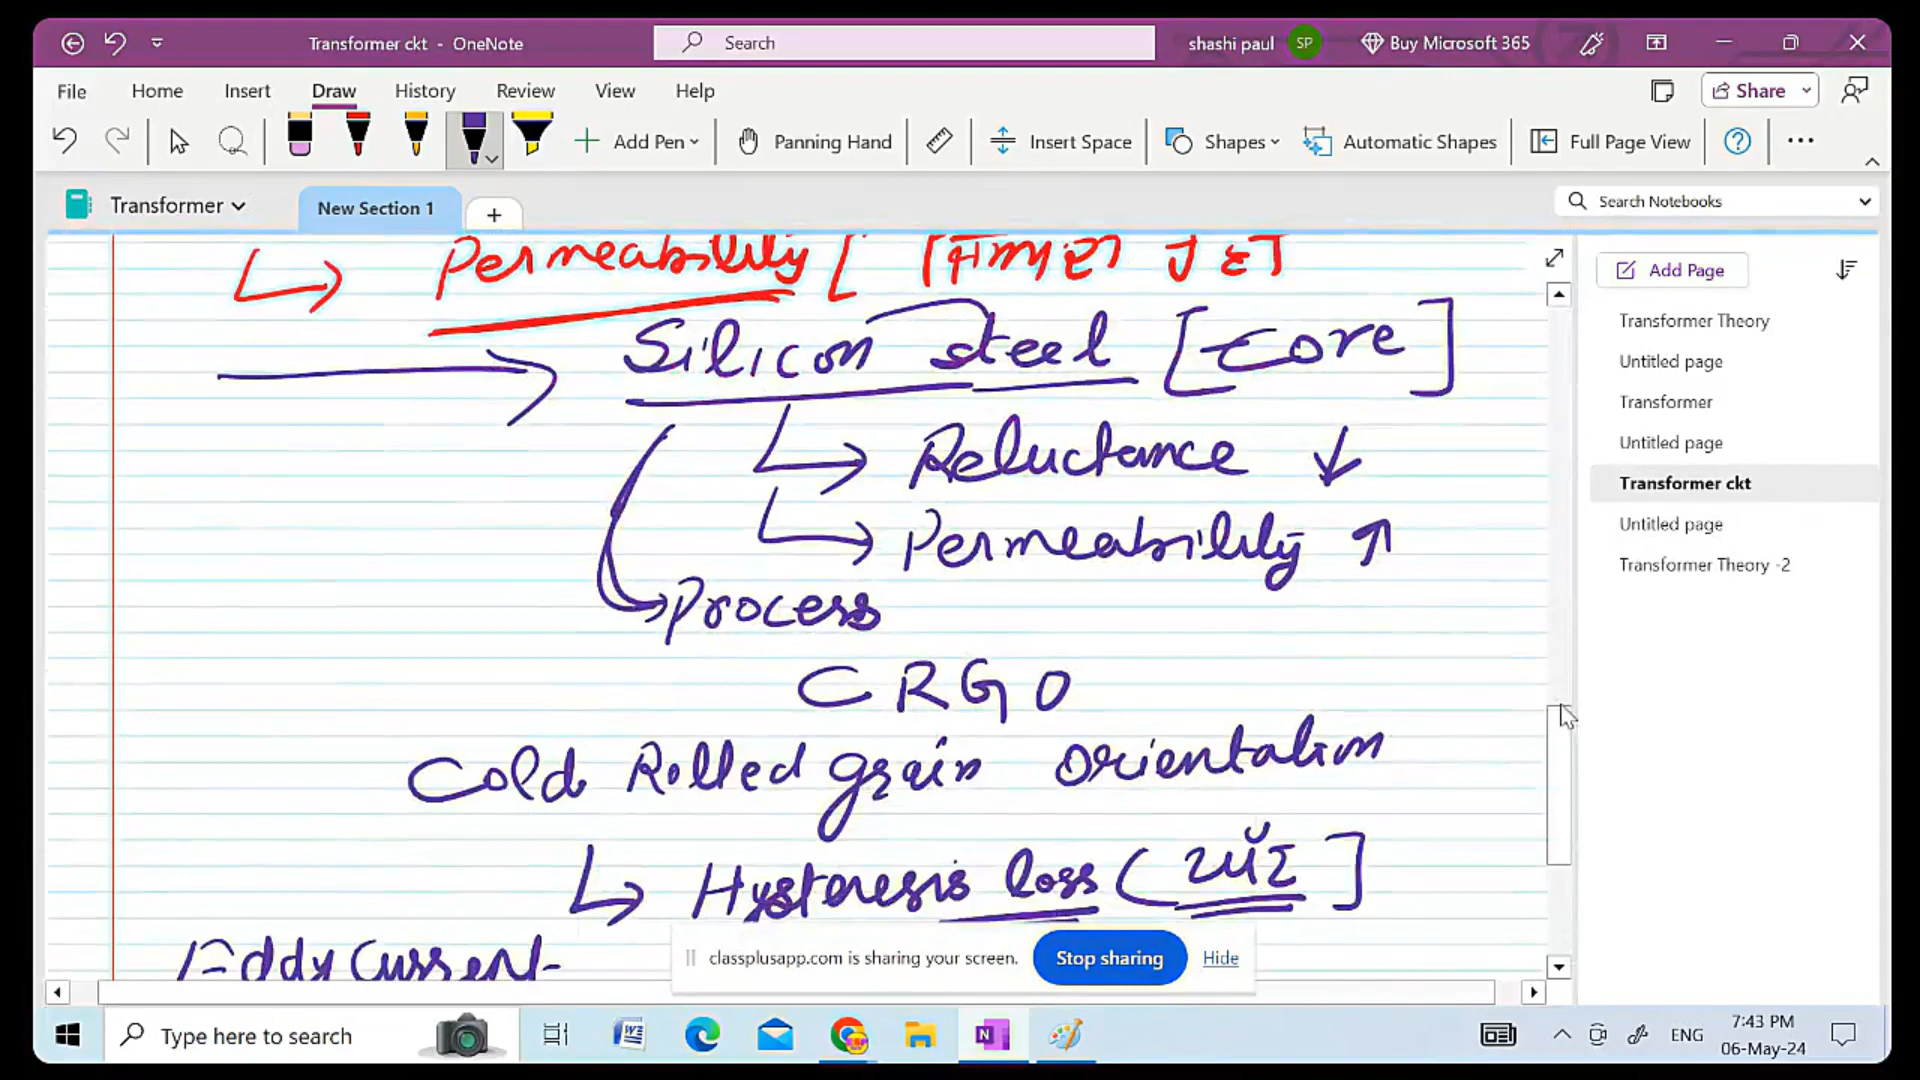 Transformer ckt - OneNote
Search
shashi paul SP
Buy Microsoft 365
File Home Insert Draw History Review View Help
Share
Add Pen
Panning Hand
Insert Space
Shapes
Automatic Shapes
Full Page View
Transformer
New Section 1
Search Notebooks
Permeability [
Silicon steel [core]
Reluctance ↓
Permeability ↑
Process
CRGO
Cold Rolled grain orientation
Hysteresis loss (
Eddy Current
Add Page
Transformer Theory
Untitled page
Transformer
Untitled page
Transformer ckt
Untitled page
Transformer Theory -2
classplusapp.com is sharing your screen.
Stop sharing
Hide
Type here to search
ENG
7:43 PM
06-May-24